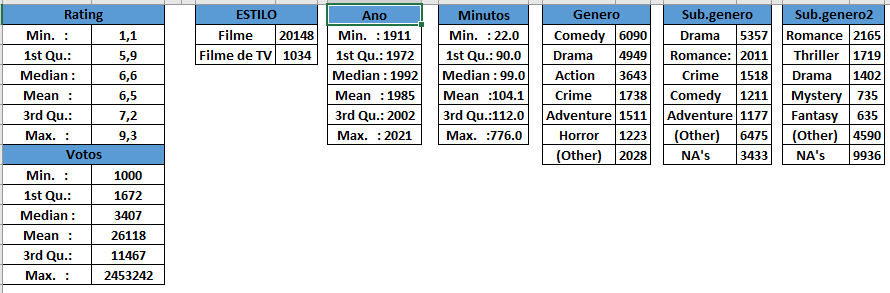 Rating
Min. : 1,1
1st Qu.: 5,9
Median : 6,6
Mean : 6,5
3rd Qu.: 7,2
Max. : 9,3
Votos
Min. : 1000
1st Qu.: 1672
Median : 3407
Mean : 26118
3rd Qu.: 11467
Max. : 2453242
ESTILO
Filme 20148
Filme de TV 1034
Ano
Min. : 1911
1st Qu.: 1972
Median : 1992
Mean : 1985
3rd Qu.: 2002
Max. : 2021
Minutos
Min. : 22.0
1st Qu.: 90.0
Median : 99.0
Mean :104.1
3rd Qu.:112.0
Max. :776.0
Genero
Comedy 6090
Drama 4949
Action 3643
Crime 1738
Adventure 1511
Horror 1223
(Other) 2028
Sub.genero
Drama 5357
Romance: 2011
Crime 1518
Comedy 1211
Adventure 1177
(Other) 6475
NA's 3433
Sub.genero2
Romance 2165
Thriller 1719
Drama 1402
Mystery 735
Fantasy 635
(Other) 4590
NA's 9936